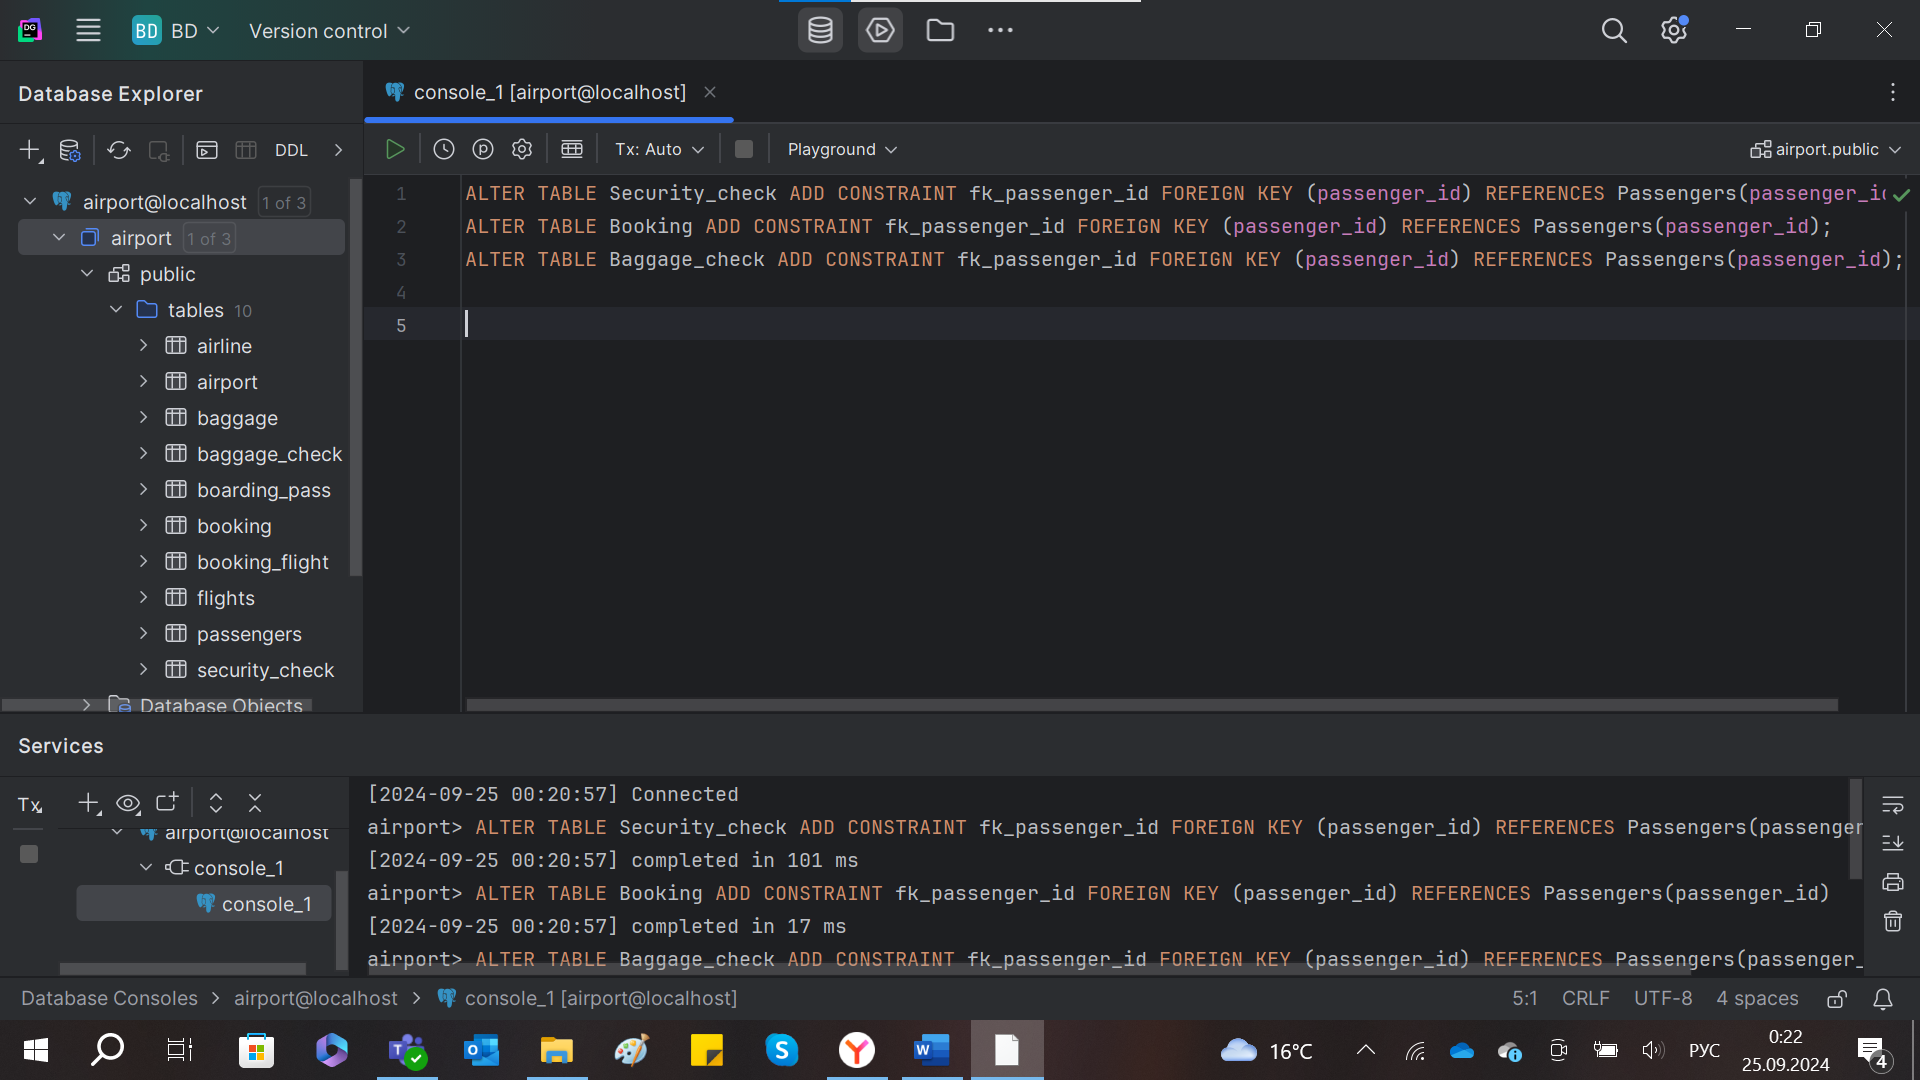 DG
BD BD Version control
Database Explorer
console_1 [airport@localhost]
DDL
Tx: Auto
Playground
airport.public
airport@localhost 1 of 3
airport 1 of 3
public
tables 10
airline
airport
baggage
baggage_check
boarding_pass
booking
booking_flight
flights
passengers
security_check
Database Objects
1 ALTER TABLE Security_check ADD CONSTRAINT fk_passenger_id FOREIGN KEY (passenger_id) REFERENCES Passengers(passenger_id
2 ALTER TABLE Booking ADD CONSTRAINT fk_passenger_id FOREIGN KEY (passenger_id) REFERENCES Passengers(passenger_id);
3 ALTER TABLE Baggage_check ADD CONSTRAINT fk_passenger_id FOREIGN KEY (passenger_id) REFERENCES Passengers(passenger_id);
4
5
Services
Tx
airport@localhost
console_1
console_1
[2024-09-25 00:20:57] Connected
airport> ALTER TABLE Security_check ADD CONSTRAINT fk_passenger_id FOREIGN KEY (passenger_id) REFERENCES Passengers(passenger
[2024-09-25 00:20:57] completed in 101 ms
airport> ALTER TABLE Booking ADD CONSTRAINT fk_passenger_id FOREIGN KEY (passenger_id) REFERENCES Passengers(passenger_id)
[2024-09-25 00:20:57] completed in 17 ms
airport> ALTER TABLE Baggage_check ADD CONSTRAINT fk_passenger_id FOREIGN KEY (passenger_id) REFERENCES Passengers(passenger_
Database Consoles > airport@localhost > console_1 [airport@localhost]
5:1 CRLF UTF-8 4 spaces
16°C
РУС
0:22
25.09.2024
4